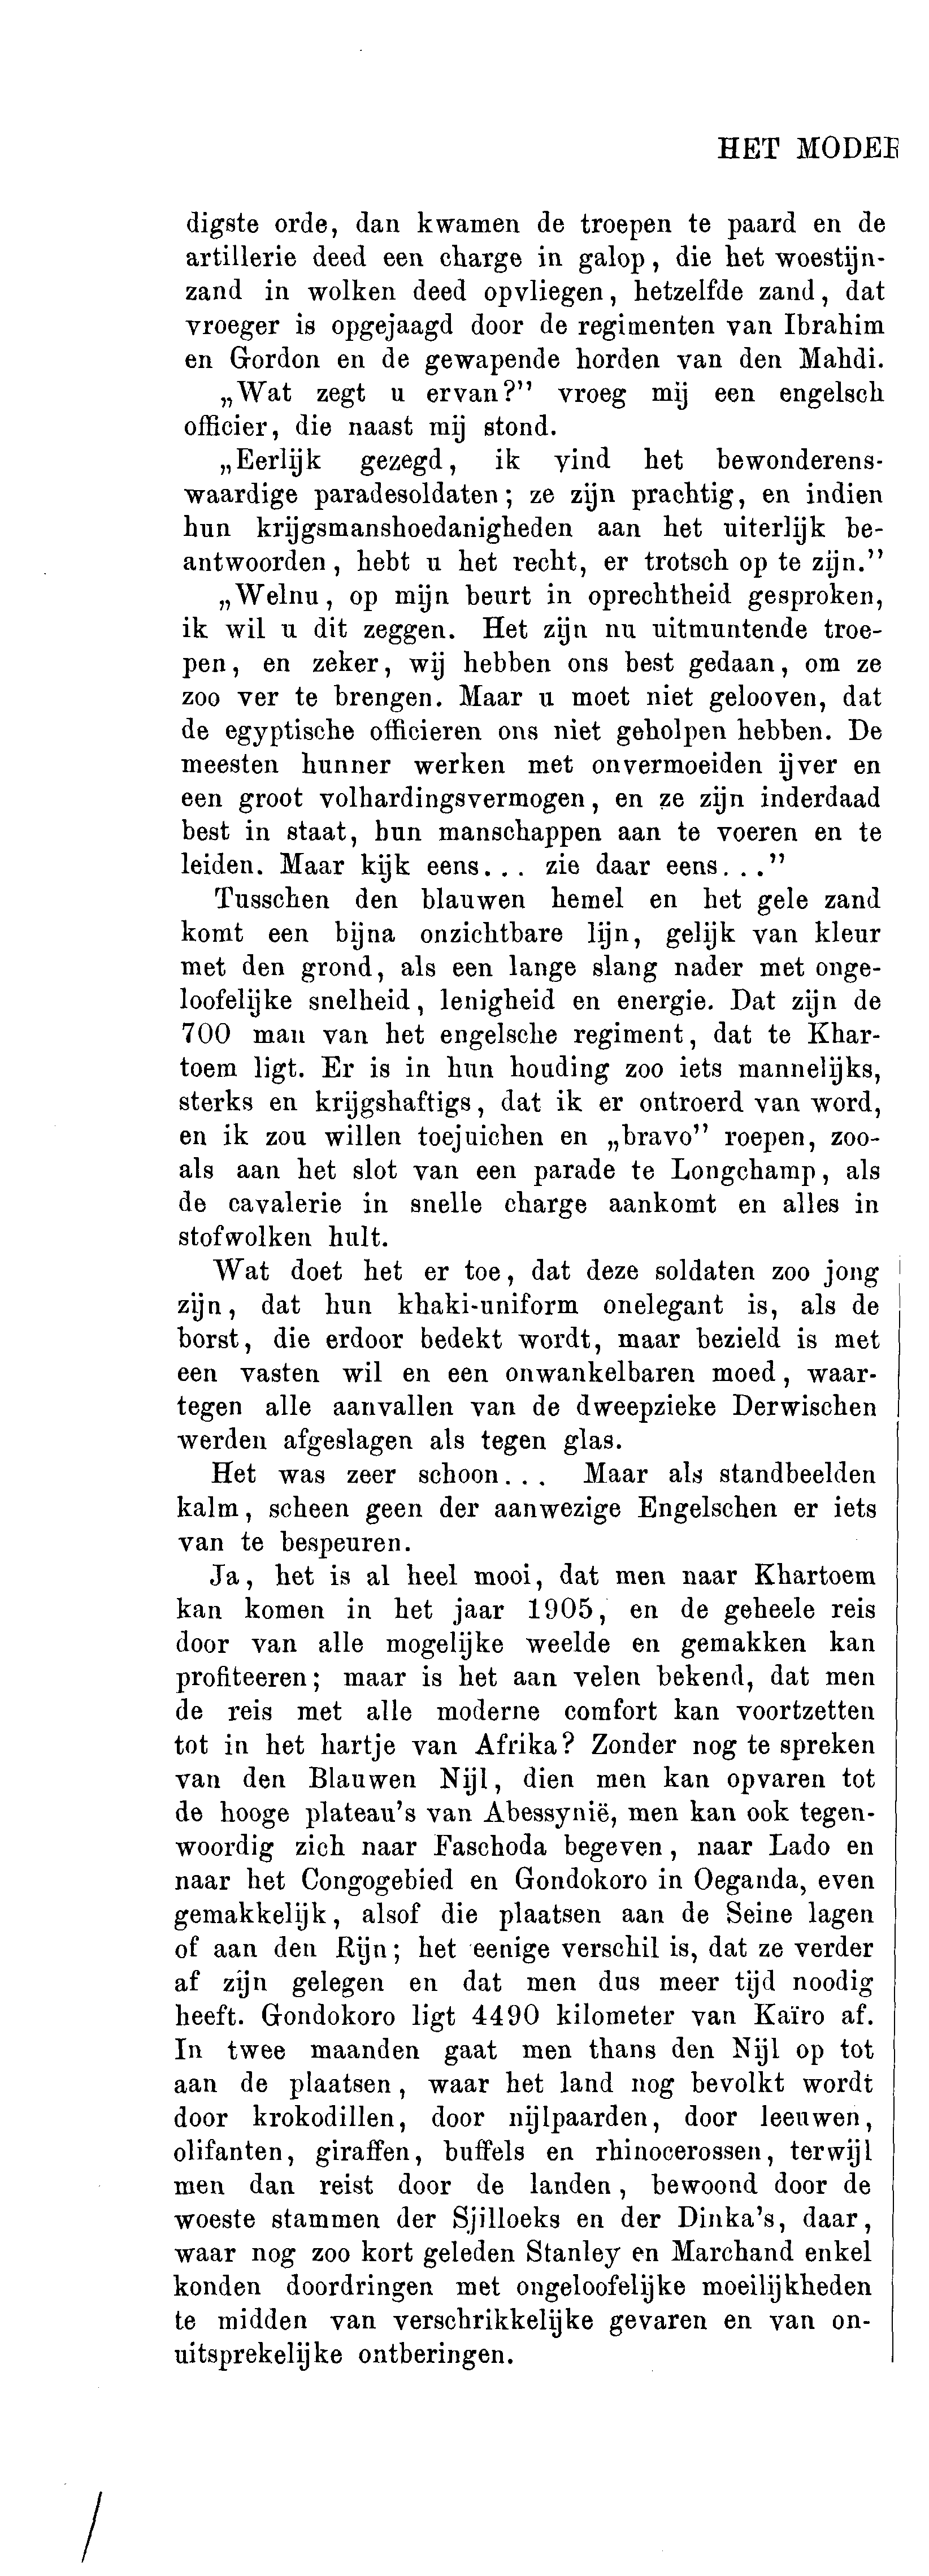 HET MODER
digste orde, dan kwamen de troepen te paard en de
artillerie deed een charge in galop, die het woestijn-
zand in wolken deed opvliegen, hetzelfde zand, dat
vroeger is opgejaagd door de regimenten van Ibrahim
en Gordon en de gewapende horden van den Mahdi.
„Wat zegt u ervan?” vroeg mij een engelsch
officier, die naast mij stond.
„Eerlijk gezegd, ik vind het bewonderens-
waardige paradesoldaten; ze zijn prachtig, en indien
hun krijgsmanshoedanigheden aan het uiterlijk be-
antwoorden, hebt u het recht, er trotsch op te zijn.”
„Welnu, op mijn beurt in oprechtheid gesproken,
ik wil u dit zeggen. Het zijn nu uitmuntende troe-
pen, en zeker, wij hebben ons best gedaan, om ze
zoo ver te brengen. Maar u moet niet gelooven, dat
de egyptische officieren ons niet geholpen hebben. De
meesten hunner werken met onvermoeiden ijver en
een groot volhardingsvermogen, en ze zijn inderdaad
best in staat, hun manschappen aan te voeren en te
leiden. Maar kijk eens... zie daar eens...”
Tusschen den blauwen hemel en het gele zand
komt een bijna onzichtbare lijn, gelijk van kleur
met den grond, als een lange slang nader met onge-
loofelijke snelheid, lenigheid en energie. Dat zijn de
700 man van het engelsche regiment, dat te Khar-
toem ligt. Er is in hun houding zoo iets mannelijks,
sterks en krijgshaftigs, dat ik er ontroerd van word,
en ik zou willen toejuichen en „bravo” roepen, zoo-
als aan het slot van een parade te Longchamp, als
de cavalerie in snelle charge aankomt en alles in
stofwolken hult.
Wat doet het er toe, dat deze soldaten zoo jong
zijn, dat hun khaki-uniform onelegant is, als de
borst, die erdoor bedekt wordt, maar bezield is met
een vasten wil en een onwankelbaren moed, waar-
tegen alle aanvallen van de dweepzieke Derwischen
werden afgeslagen als tegen glas.
Het was zeer schoon... Maar als standbeelden
kalm, scheen geen der aanwezige Engelschen er iets
van te bespeuren.
Ja, het is al heel mooi, dat men naar Khartoem
kan komen in het jaar 1905, en de geheele reis
door van alle mogelijke weelde en gemakken kan
profiteeren; maar is het aan velen bekend, dat men
de reis met alle moderne comfort kan voortzetten
tot in het hartje van Afrika? Zonder nog te spreken
van den Blauwen Nijl, dien men kan opvaren tot
de hooge plateau's van Abessynië, men kan ook tegen-
woordig zich naar Faschoda begeven, naar Lado en
naar het Congogebied en Gondokoro in Oeganda, even
gemakkelijk, alsof die plaatsen aan de Seine lagen
of aan den Rijn; het eenige verschil is, dat ze verder
af zijn gelegen en dat men dus meer tijd noodig
heeft. Gondokoro ligt 4490 kilometer van Kaïro af.
In twee maanden gaat men thans den Nijl op tot
aan de plaatsen, waar het land nog bevolkt wordt
door krokodillen, door nijlpaarden, door leeuwen,
olifanten, giraffen, buffels en rhinocerossen, terwijl
men dan reist door de landen, bewoond door de
woeste stammen der Sjilloeks en der Dinka's, daar,
waar nog zoo kort geleden Stanley en Marchand enkel
konden doordringen met ongeloofelijke moeilijkheden
te midden van verschrikkelijke gevaren en van on-
uitsprekelijke ontberingen.